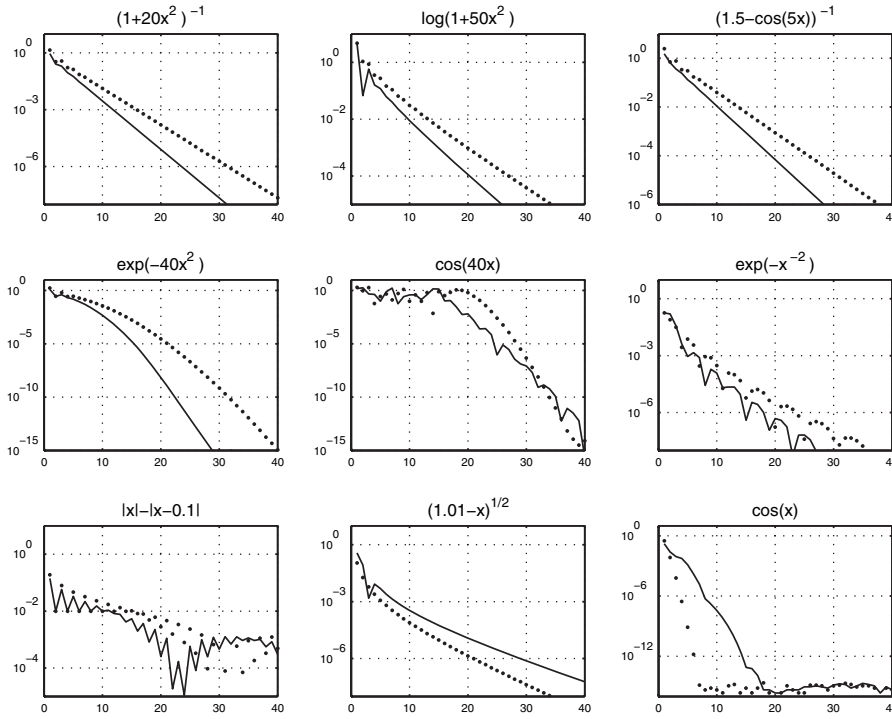 (1+20x²)⁻¹
log(1+50x²)
(1.5−cos(5x))⁻¹
10⁰
10⁻³
10⁻⁶
0 10 20 30 40
10⁰
10⁻²
10⁻⁴
0 10 20 30 40
10⁰
10⁻²
10⁻⁴
10⁻⁶
0 10 20 30 4
exp(−40x²)
cos(40x)
exp(−x⁻²)
10⁰
10⁻⁵
10⁻¹⁰
10⁻¹⁵
0 10 20 30 40
10⁰
10⁻⁵
10⁻¹⁰
10⁻¹⁵
0 10 20 30 40
10⁰
10⁻³
10⁻⁶
0 10 20 30 4
|x|−|x−0.1|
(1.01−x)^1/2
cos(x)
10⁰
10⁻²
10⁻⁴
0 10 20 30 40
10⁰
10⁻³
10⁻⁶
0 10 20 30 40
10⁰
10⁻⁶
10⁻¹²
0 10 20 30 4